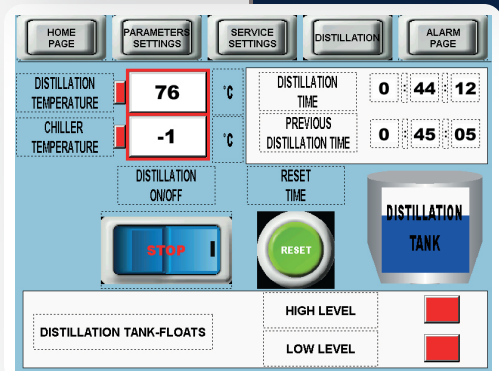 HOME
PAGE
PARAMETERS
SETTINGS
SERVICE
SETTINGS
DISTILLATION
ALARM
PAGE
DISTILLATION
TEMPERATURE
76
°C
CHILLER
TEMPERATURE
-1
°C
DISTILLATION
TIME
0 : 44 : 12
PREVIOUS
DISTILLATION TIME
0 : 45 : 05
DISTILLATION
ON/OFF
STOP
RESET
TIME
RESET
DISTILLATION
TANK
DISTILLATION TANK-FLOATS
HIGH LEVEL
LOW LEVEL